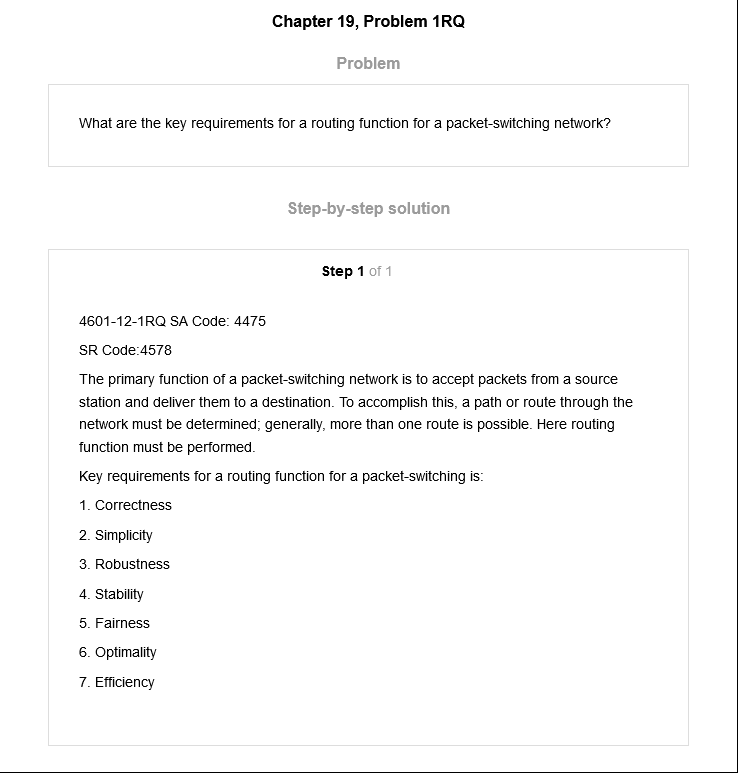 Chapter 19, Problem 1RQ
Problem
What are the key requirements for a routing function for a packet-switching network?
Step-by-step solution
Step 1 of 1
4601-12-1RQ SA Code: 4475
SR Code:4578
The primary function of a packet-switching network is to accept packets from a source
station and deliver them to a destination. To accomplish this, a path or route through the
network must be determined; generally, more than one route is possible. Here routing
function must be performed.
Key requirements for a routing function for a packet-switching is:
1. Correctness
2. Simplicity
3. Robustness
4. Stability
5. Fairness
6. Optimality
7. Efficiency